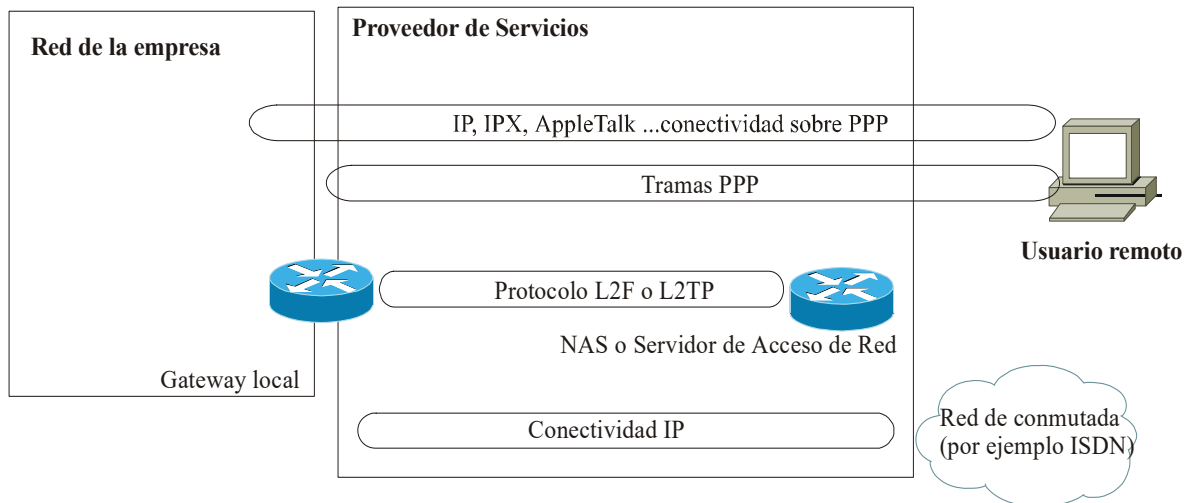 Red de la empresa
Proveedor de Servicios
IP, IPX, AppleTalk ...conectividad sobre PPP
Tramas PPP
Usuario remoto
Protocolo L2F o L2TP
NAS o Servidor de Acceso de Red
Gateway local
Conectividad IP
Red de conmutada
(por ejemplo ISDN)